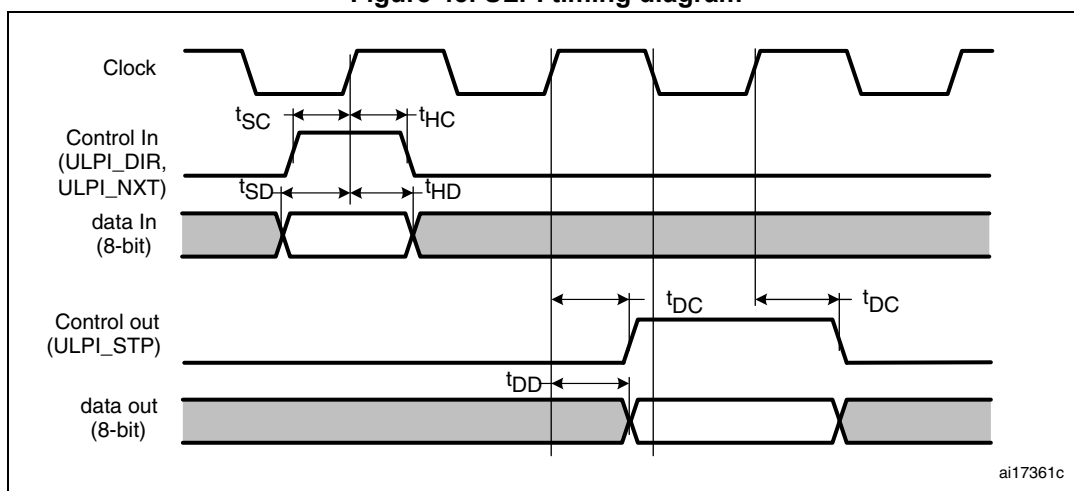 Figure ULPI timing diagram
Clock
tSC
tHC
Control In
(ULPI_DIR,
ULPI_NXT)
tSD
tHD
data In
(8-bit)
tDC
tDC
Control out
(ULPI_STP)
tDD
data out
(8-bit)
ai17361c